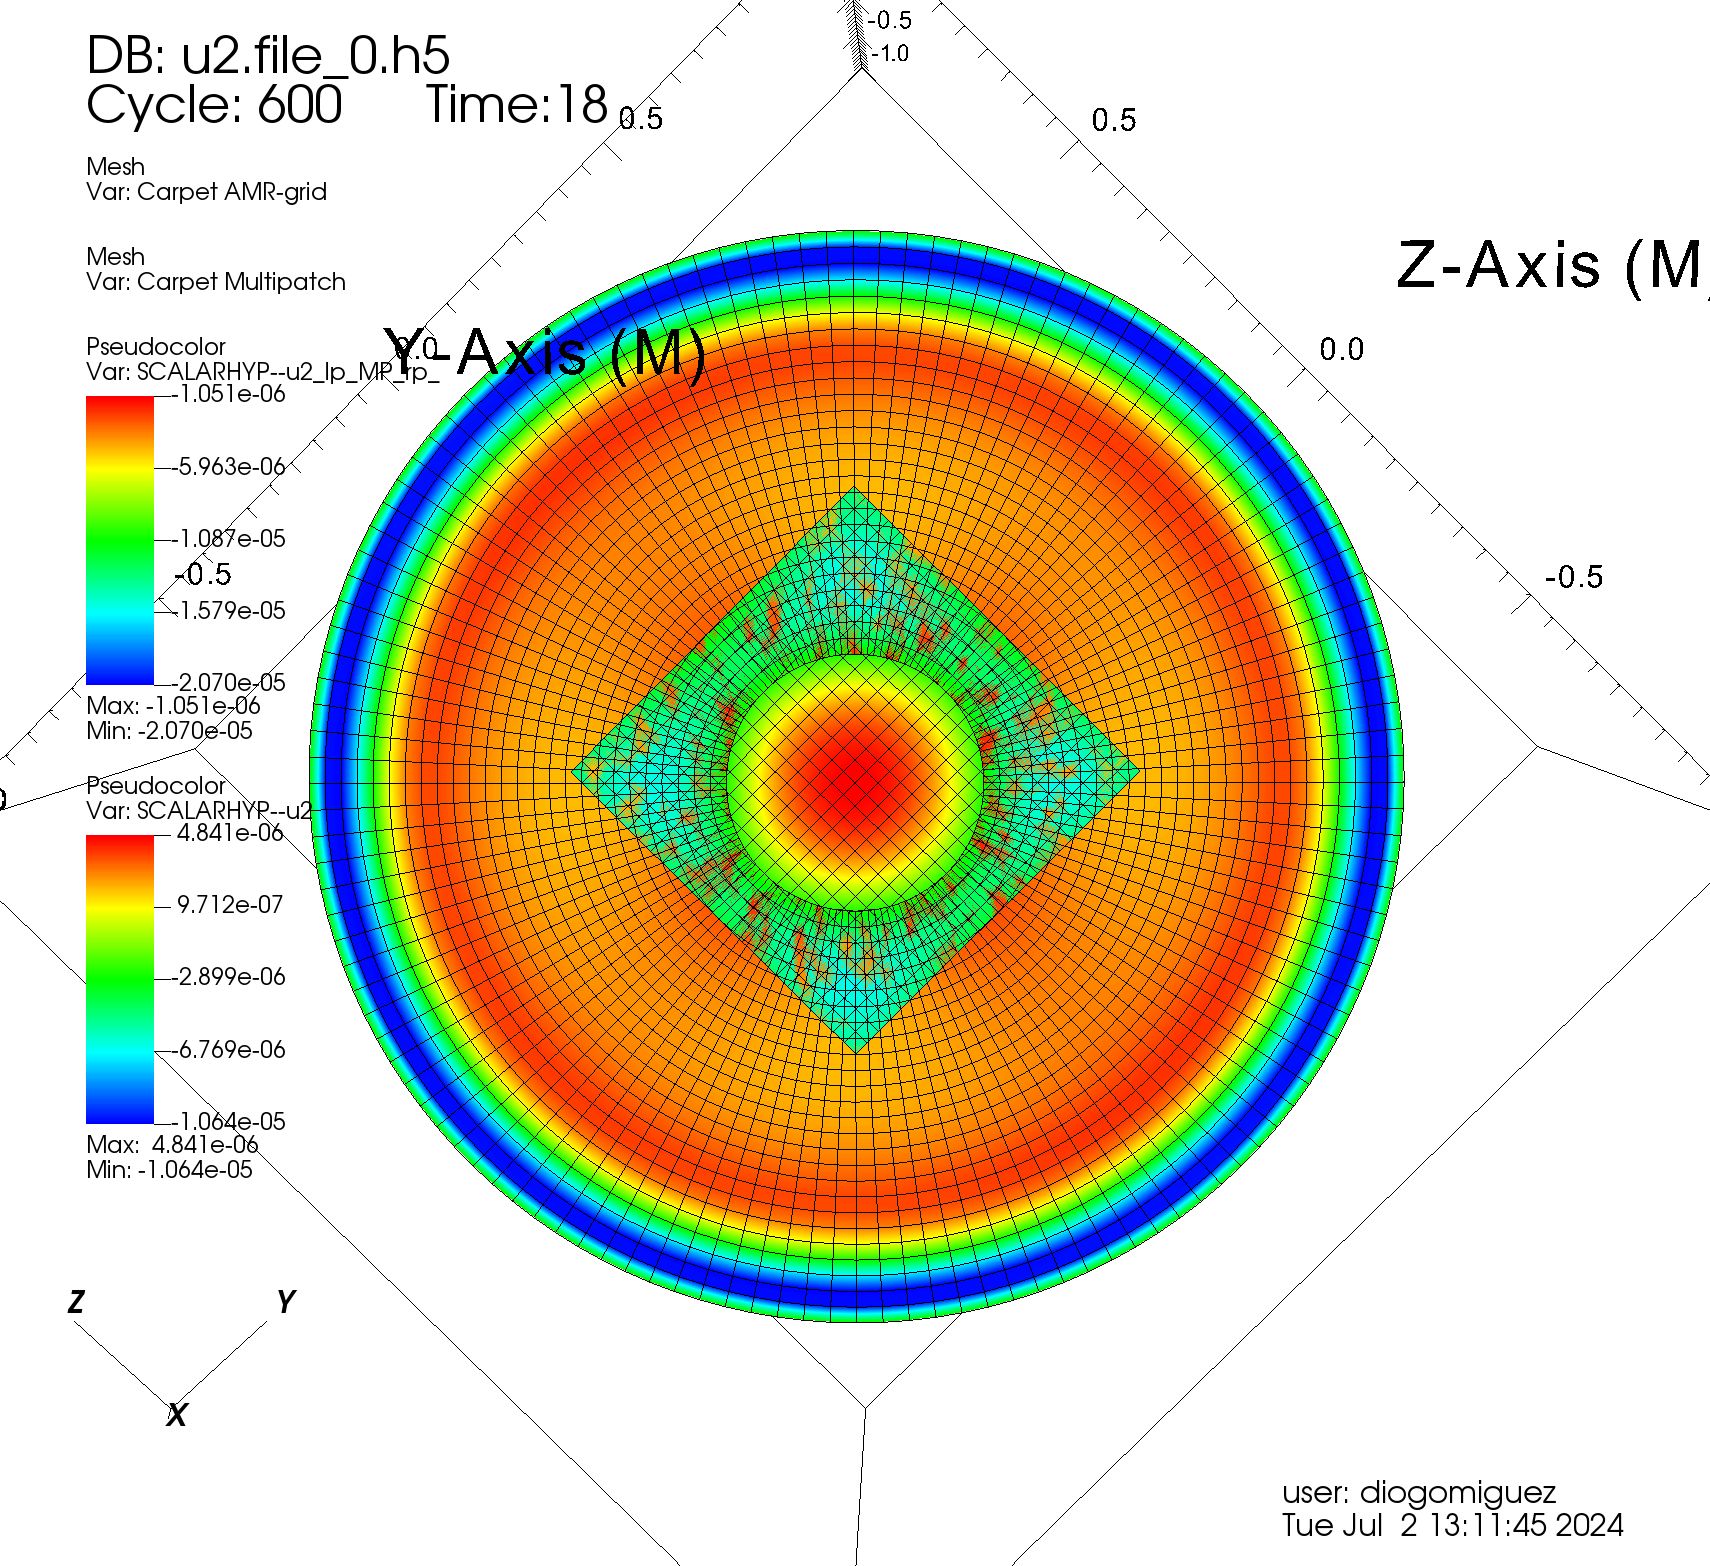 DB: u2.file_0.h5
Cycle: 600 Time:18
Mesh
Var: Carpet AMR-grid
Mesh
Var: Carpet Multipatch
Pseudocolor
Var: SCALARHYP--u2_lp_MP_rp_
-1.051e-06
-5.963e-06
-1.087e-05
-1.579e-05
-2.070e-05
Max: -1.051e-06
Min: -2.070e-05
Pseudocolor
Var: SCALARHYP--u2
4.841e-06
9.712e-07
-2.899e-06
-6.769e-06
-1.064e-05
Max: 4.841e-06
Min: -1.064e-05
-0.5
-1.0
0.5
0.0
-0.5
Y-Axis (M)
0.5
0.0
-0.5
Z-Axis (M)
Z
Y
X
user: diogomiguez
Tue Jul 2 13:11:45 2024